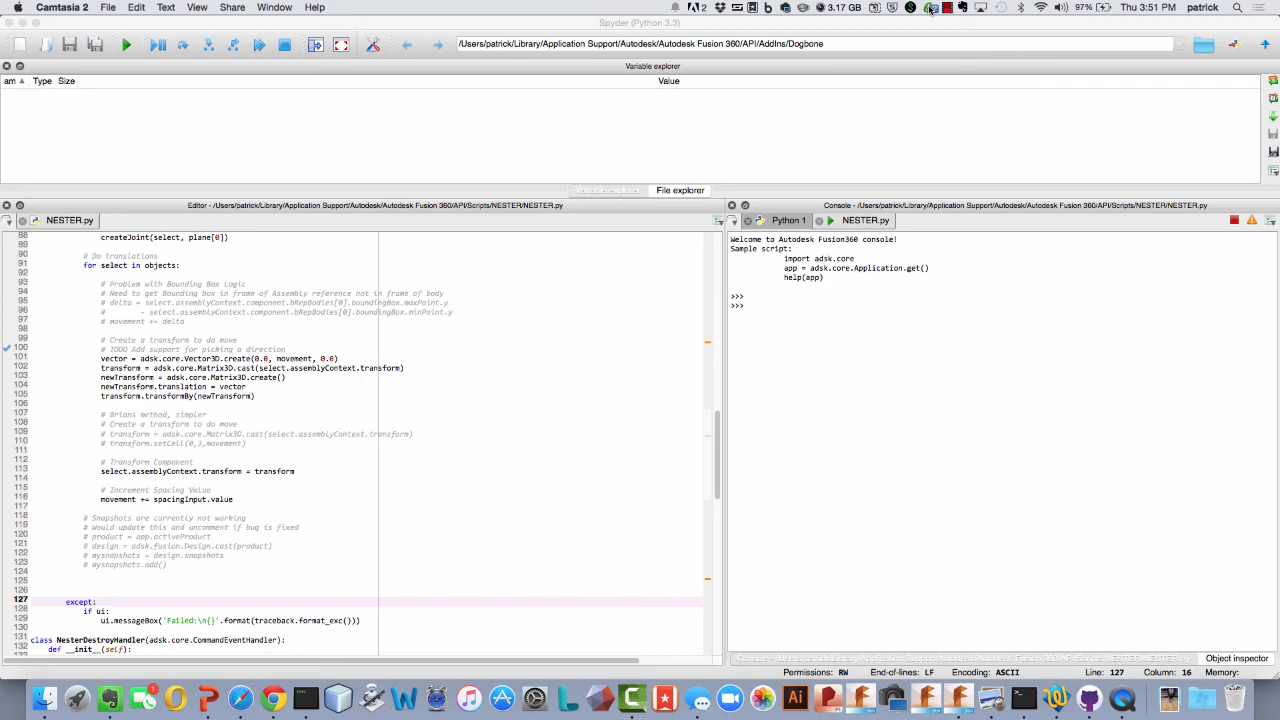 Camtasia 2 File Edit Text View Share Window Help 2 3.17 GB 97% Thu 3:51 PM patrick
Spyder (Python 3.3)
/Users/patrick/Library/Application Support/Autodesk/Autodesk Fusion 360/API/AddIns/Dogbone
Variable explorer
am Type Size Value
Variable explorer File explorer
Editor - /Users/patrick/Library/Application Support/Autodesk/Autodesk Fusion 360/API/Scripts/NESTER/NESTER.py
NESTER.py
88 createJoint(select, plane[0])
89
90 # Do translations
91 for select in objects:
92
93 # Problem with Bounding Box Logic
94 # Need to get Bounding box in frame of Assembly reference not in frame of body
95 # delta = select.assemblyContext.component.bRepBodies[0].boundingBox.maxPoint.y
96 # - select.assemblyContext.component.bRepBodies[0].boundingBox.minPoint.y
97 # movement += delta
98
99 # Create a transform to do move
100 # TODO Add support for picking a direction
101 vector = adsk.core.Vector3D.create(0.0, movement, 0.0)
102 transform = adsk.core.Matrix3D.cast(select.assemblyContext.transform)
103 newTransform = adsk.core.Matrix3D.create()
104 newTransform.translation = vector
105 transform.transformBy(newTransform)
106
107 # Brians method, simpler
108 # Create a transform to do move
109 # transform = adsk.core.Matrix3D.cast(select.assemblyContext.transform)
110 # transform.setCell(0,3,movement)
111
112 # Transform Component
113 select.assemblyContext.transform = transform
114
115 # Increment Spacing Value
116 movement += spacingInput.value
117
118 # Snapshots are currently not working
119 # Would update this and uncomment if bug is fixed
120 # product = app.activeProduct
121 # design = adsk.fusion.Design.cast(product)
122 # mysnapshots = design.snapshots
123 # mysnapshots.add()
124
125
126
127 except:
128 if ui:
129 ui.messageBox('Failed:\n{}'.format(traceback.format_exc()))
130
131 class NesterDestroyHandler(adsk.core.CommandEventHandler):
132 def __init__(self):
Console - /Users/patrick/Library/Application Support/Autodesk/Autodesk Fusion 360/API/Scripts/NESTER/NESTER.py
Python 1 NESTER.py
Welcome to Autodesk Fusion360 console!
Sample script:
import adsk.core
app = adsk.core.Application.get()
help(app)
>>>
>>>
Object inspector
Permissions: RW End-of-lines: LF Encoding: ASCII Line: 127 Column: 16 Memory: